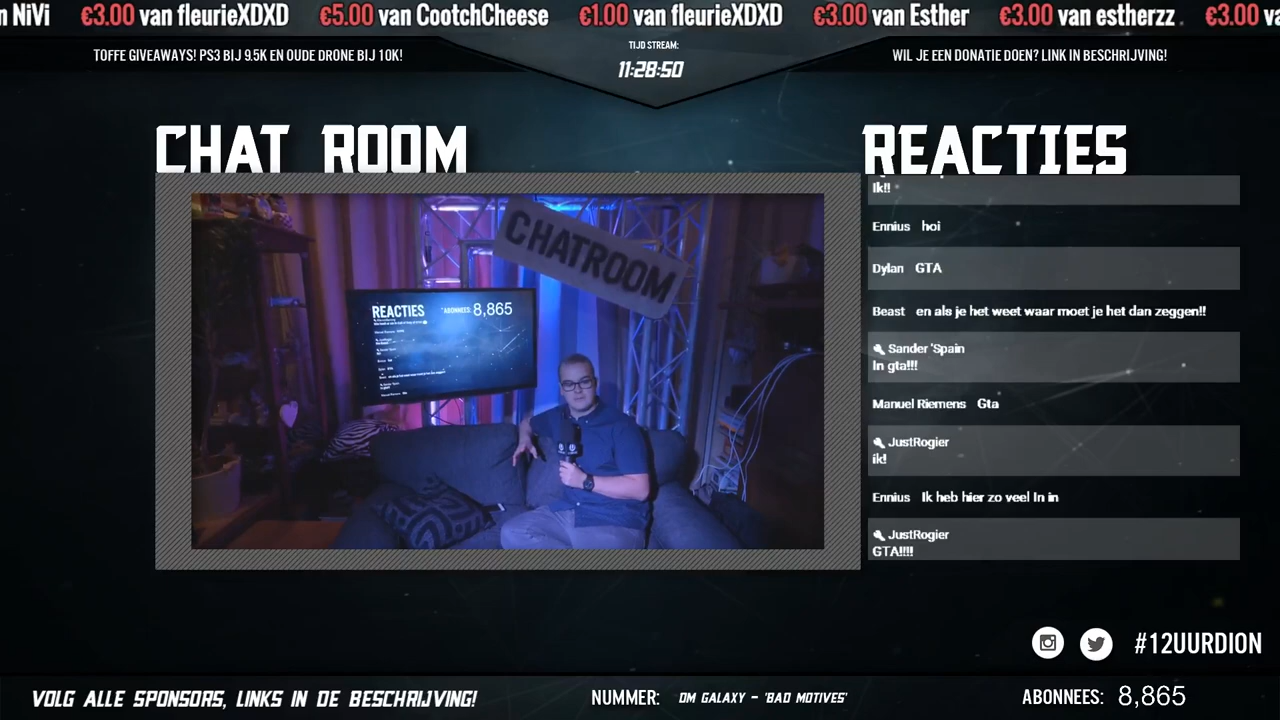 n NiVi €3.00 van fleurieXDXD €5.00 van CootchCheese €1.00 van fleurieXDXD €3.00 van Esther €3.00 van estherzz €3.00 va
TOFFE GIVEAWAYS! PS3 BIJ 9.5K EN OUDE DRONE BIJ 10K!
TIJD STREAM:
11:28:50
WIL JE EEN DONATIE DOEN? LINK IN BESCHRIJVING!
CHAT ROOM
CHATROOM
REACTIES
ABONNEES: 8,865
REACTIES
Ik!!
Ennius hoi
Dylan GTA
Beast en als je het weet waar moet je het dan zeggen!!
Sander 'Spain
In gta!!!
Manuel Riemens Gta
JustRogier
ik!
Ennius Ik heb hier zo veel ln in
JustRogier
GTA!!!!
#12UURDION
VOLG ALLE SPONSORS, LINKS IN DE BESCHRIJVING!
NUMMER: OM GALAXY - 'BAD MOTIVES'
ABONNEES: 8,865